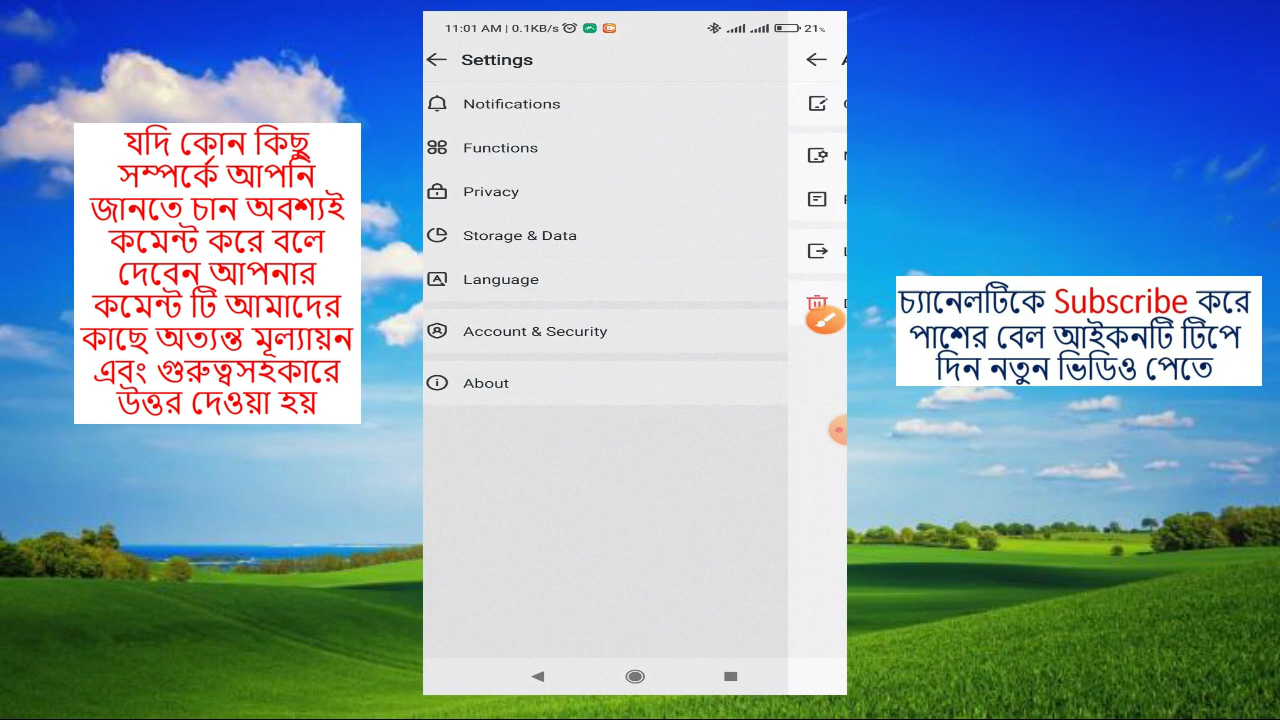 যদি কোন কিছু
সম্পর্কে আপনি
জানতে চান অবশ্যই
কমেন্ট করে বলে
দেবেন আপনার
কমেন্ট টি আমাদের
কাছে অত্যন্ত মূল্যায়ন
এবং গুরুত্বসহকারে
উত্তর দেওয়া হয়
11:01 AM | 0.1KB/s
21%
Settings
Notifications
Functions
Privacy
Storage & Data
Language
Account & Security
About
চ্যানেলটিকে Subscribe করে
পাশের বেল আইকনটি টিপে
দিন নতুন ভিডিও পেতে